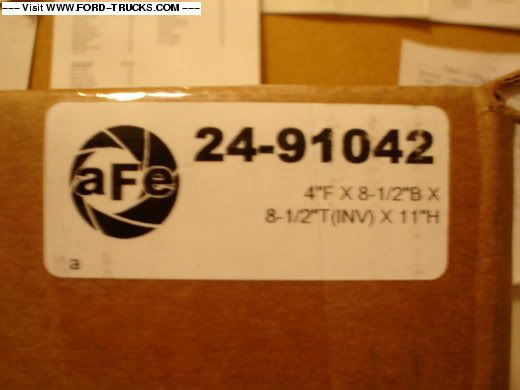 --- Visit WWW.FORD-TRUCKS.COM ---
aFe
24-91042
4"F X 8-1/2"B X
8-1/2"T(INV) X 11"H
a